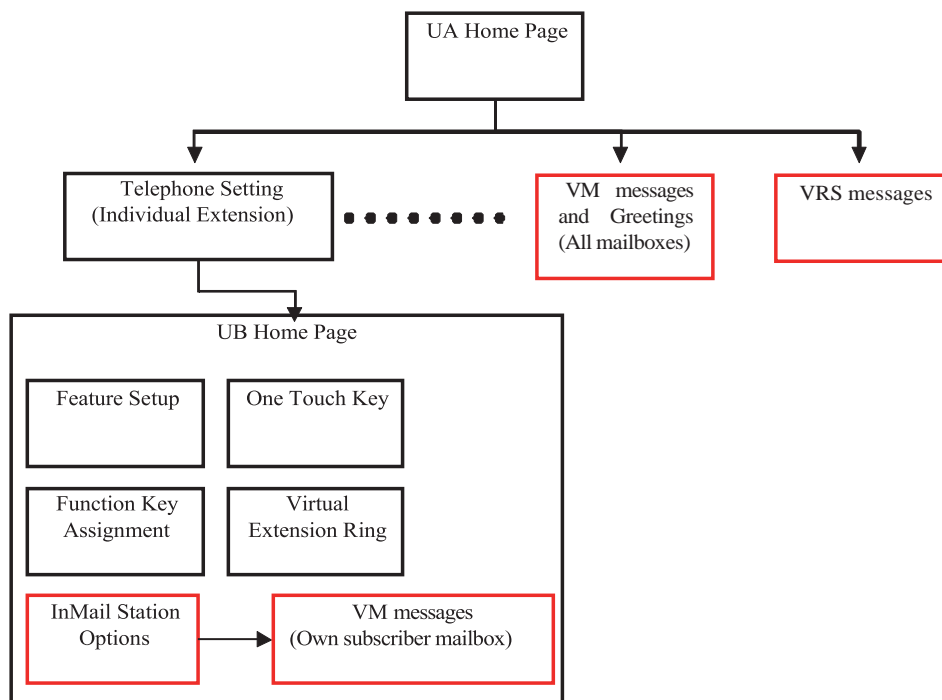 UA Home Page
Telephone Setting
(Individual Extension)
VM messages
and Greetings
(All mailboxes)
VRS messages
UB Home Page
Feature Setup
One Touch Key
Function Key
Assignment
Virtual
Extension Ring
InMail Station
Options
VM messages
(Own subscriber mailbox)